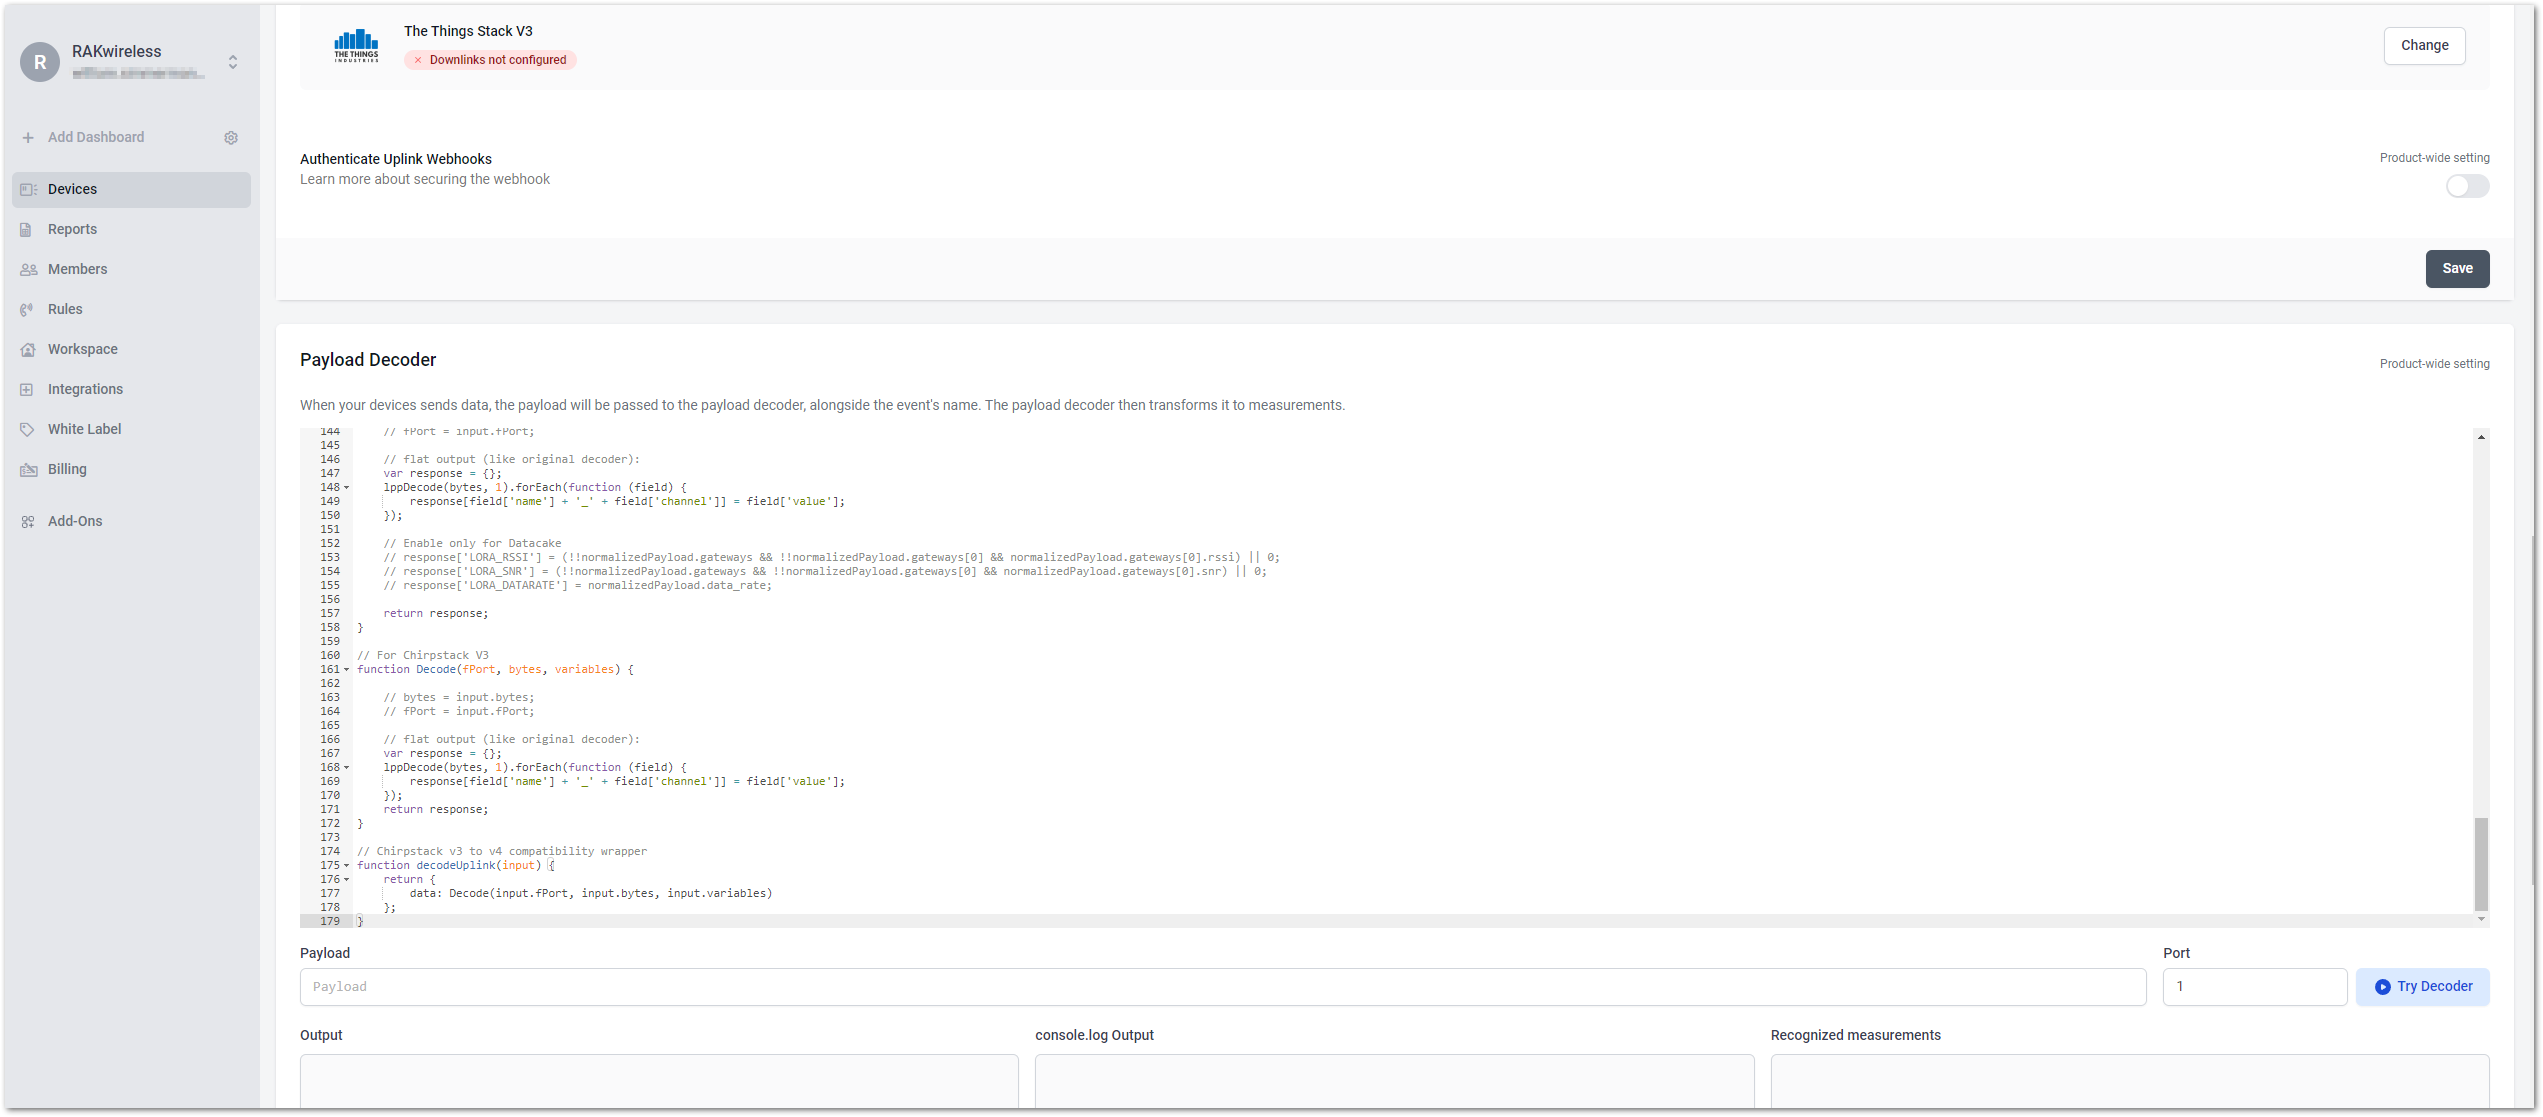 R
RAKwireless
Add Dashboard
Devices
Reports
Members
Rules
Workspace
Integrations
White Label
Billing
Add-Ons
THE THINGS
INDUSTRIES
The Things Stack V3
× Downlinks not configured
Change
Authenticate Uplink Webhooks
Learn more about securing the webhook
Product-wide setting
Save
Payload Decoder
Product-wide setting
When your devices sends data, the payload will be passed to the payload decoder, alongside the event's name. The payload decoder then transforms it to measurements.
144 // fPort = input.fPort;
145
146 // flat output (like original decoder):
147 var response = {};
148 lppDecode(bytes, 1).forEach(function (field) {
149 response[field['name'] + '_' + field['channel']] = field['value'];
150 });
151
152 // Enable only for Datacake
153 // response['LORA_RSSI'] = (!!normalizedPayload.gateways && !!normalizedPayload.gateways[0] && normalizedPayload.gateways[0].rssi) || 0;
154 // response['LORA_SNR'] = (!!normalizedPayload.gateways && !!normalizedPayload.gateways[0] && normalizedPayload.gateways[0].snr) || 0;
155 // response['LORA_DATARATE'] = normalizedPayload.data_rate;
156
157 return response;
158 }
159
160 // For Chirpstack V3
161 function Decode(fPort, bytes, variables) {
162
163 // bytes = input.bytes;
164 // fPort = input.fPort;
165
166 // flat output (like original decoder):
167 var response = {};
168 lppDecode(bytes, 1).forEach(function (field) {
169 response[field['name'] + '_' + field['channel']] = field['value'];
170 });
171 return response;
172 }
173
174 // Chirpstack v3 to v4 compatibility wrapper
175 function decodeUplink(input) {
176 return {
177 data: Decode(input.fPort, input.bytes, input.variables)
178 };
179 }
Payload
Port
Payload
1
Try Decoder
Output
console.log Output
Recognized measurements